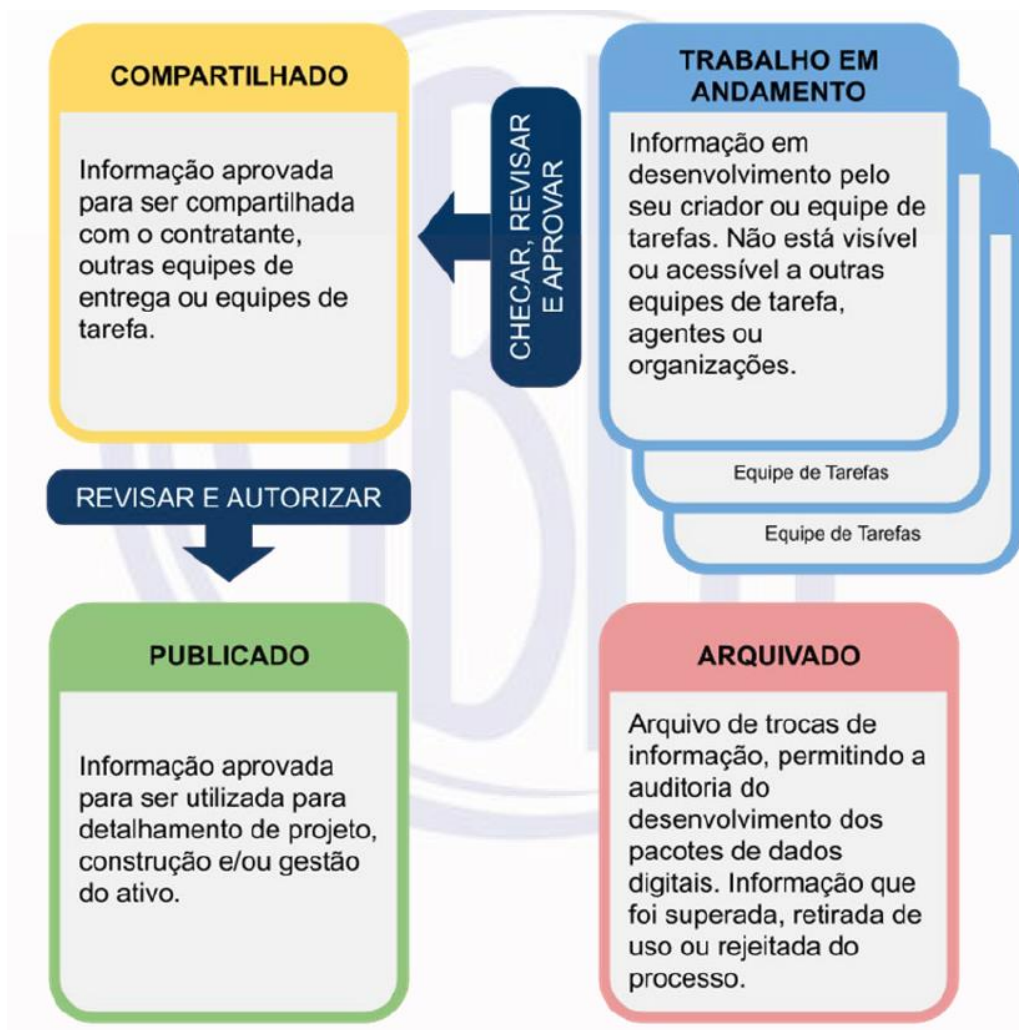 COMPARTILHADO
Informação aprovada
para ser compartilhada
com o contratante,
outras equipes de
entrega ou equipes de
tarefa.
CHECAR, REVISAR
E APROVAR
TRABALHO EM
ANDAMENTO
Informação em
desenvolvimento pelo
seu criador ou equipe de
tarefas. Não está visível
ou acessível a outras
equipes de tarefa,
agentes ou
organizações.
Equipe de Tarefas
Equipe de Tarefas
REVISAR E AUTORIZAR
PUBLICADO
Informação aprovada
para ser utilizada para
detalhamento de projeto,
construção e/ou gestão
do ativo.
ARQUIVADO
Arquivo de trocas de
informação, permitindo a
auditoria do
desenvolvimento dos
pacotes de dados
digitais. Informação que
foi superada, retirada de
uso ou rejeitada do
processo.